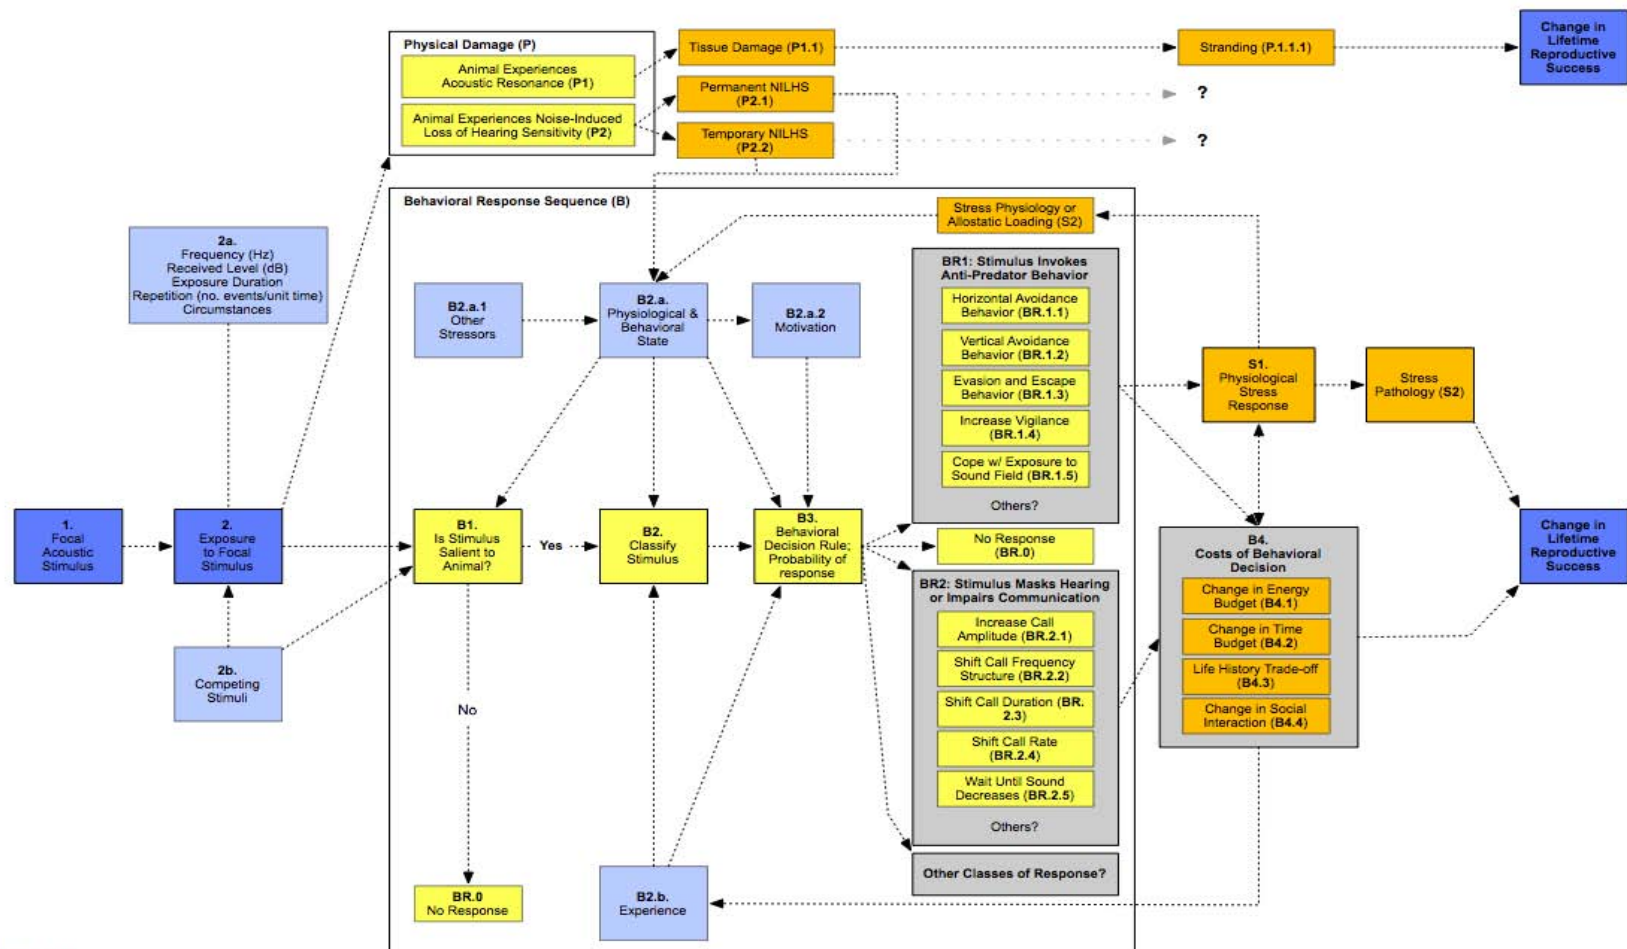 Physical Damage (P)
Animal Experiences
Acoustic Resonance (P1)
Animal Experiences Noise-Induced
Loss of Hearing Sensitivity (P2)
Tissue Damage (P1.1)
Permanent NILHS
(P2.1)
Temporary NILHS
(P2.2)
Stranding (P.1.1.1)
?
?
Change in
Lifetime
Reproductive
Success
Behavioral Response Sequence (B)
Stress Physiology or
Allostatic Loading (S2)
2a.
Frequency (Hz)
Received Level (dB)
Exposure Duration
Repetition (no. events/unit time)
Circumstances
B2.a.1
Other
Stressors
B2.a.
Physiological &
Behavioral
State
B2.a.2
Motivation
BR1: Stimulus Invokes
Anti-Predator Behavior
Horizontal Avoidance
Behavior (BR.1.1)
Vertical Avoidance
Behavior (BR.1.2)
Evasion and Escape
Behavior (BR.1.3)
Increase Vigilance
(BR.1.4)
Cope w/ Exposure to
Sound Field (BR.1.5)
Others?
S1.
Physiological
Stress
Response
Stress
Pathology (S2)
1.
Focal
Acoustic
Stimulus
2.
Exposure
to Focal
Stimulus
B1.
Is Stimulus
Salient to
Animal?
Yes
B2.
Classify
Stimulus
B3.
Behavioral
Decision Rule;
Probability of
response
No Response
(BR.0)
BR2: Stimulus Masks Hearing
or Impairs Communication
Increase Call
Amplitude (BR.2.1)
Shift Call Frequency
Structure (BR.2.2)
Shift Call Duration (BR.
2.3)
Shift Call Rate
(BR.2.4)
Wait Until Sound
Decreases (BR.2.5)
Others?
Other Classes of Response?
B4.
Costs of Behavioral
Decision
Change in Energy
Budget (B4.1)
Change in Time
Budget (B4.2)
Life History Trade-off
(B4.3)
Change in Social
Interaction (B4.4)
Change in
Lifetime
Reproductive
Success
2b.
Competing
Stimuli
No
BR.0
No Response
B2.b.
Experience